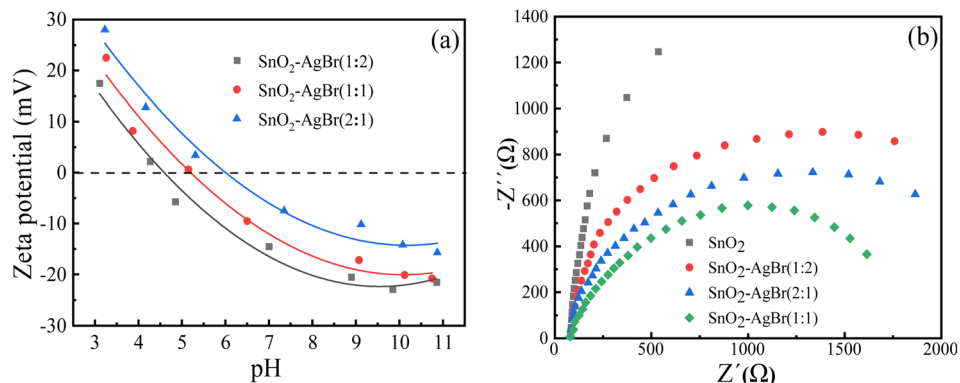 (a)
SnO2-AgBr(1:2)
SnO2-AgBr(1:1)
SnO2-AgBr(2:1)
Zeta potential (mV)
30
20
10
0
-10
-20
-30
3 4 5 6 7 8 9 10 11
pH
(b)
-Z´´(Ω)
1400
1200
1000
800
600
400
200
0
SnO2
SnO2-AgBr(1:2)
SnO2-AgBr(2:1)
SnO2-AgBr(1:1)
0 500 1000 1500 2000
Z´(Ω)